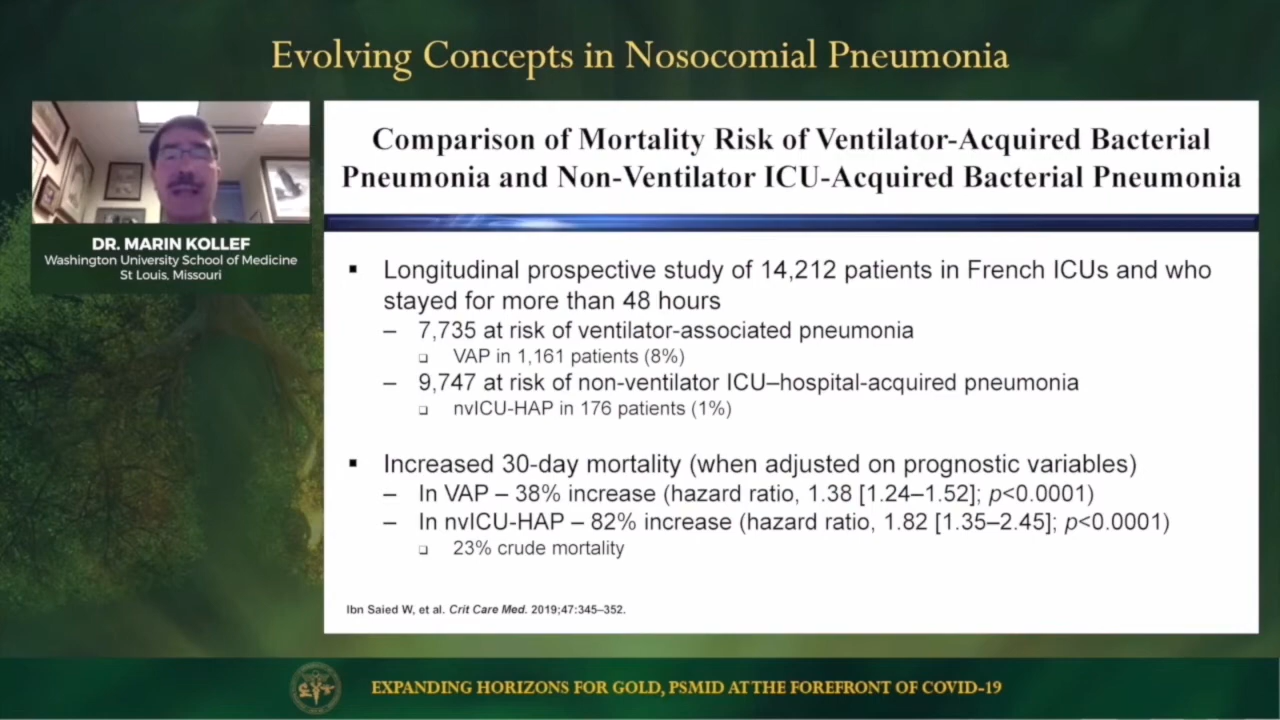 Evolving Concepts in Nosocomial Pneumonia
DR. MARIN KOLLEF
Washington University School of Medicine
St Louis, Missouri
Comparison of Mortality Risk of Ventilator-Acquired Bacterial
Pneumonia and Non-Ventilator ICU-Acquired Bacterial Pneumonia
Longitudinal prospective study of 14,212 patients in French ICUs and who
stayed for more than 48 hours
– 7,735 at risk of ventilator-associated pneumonia
VAP in 1,161 patients (8%)
– 9,747 at risk of non-ventilator ICU–hospital-acquired pneumonia
nvICU-HAP in 176 patients (1%)
Increased 30-day mortality (when adjusted on prognostic variables)
– In VAP – 38% increase (hazard ratio, 1.38 [1.24–1.52]; p<0.0001)
– In nvICU-HAP – 82% increase (hazard ratio, 1.82 [1.35–2.45]; p<0.0001)
23% crude mortality
Ibn Saied W, et al. Crit Care Med. 2019;47:345–352.
EXPANDING HORIZONS FOR GOLD, PSMID AT THE FOREFRONT OF COVID-19